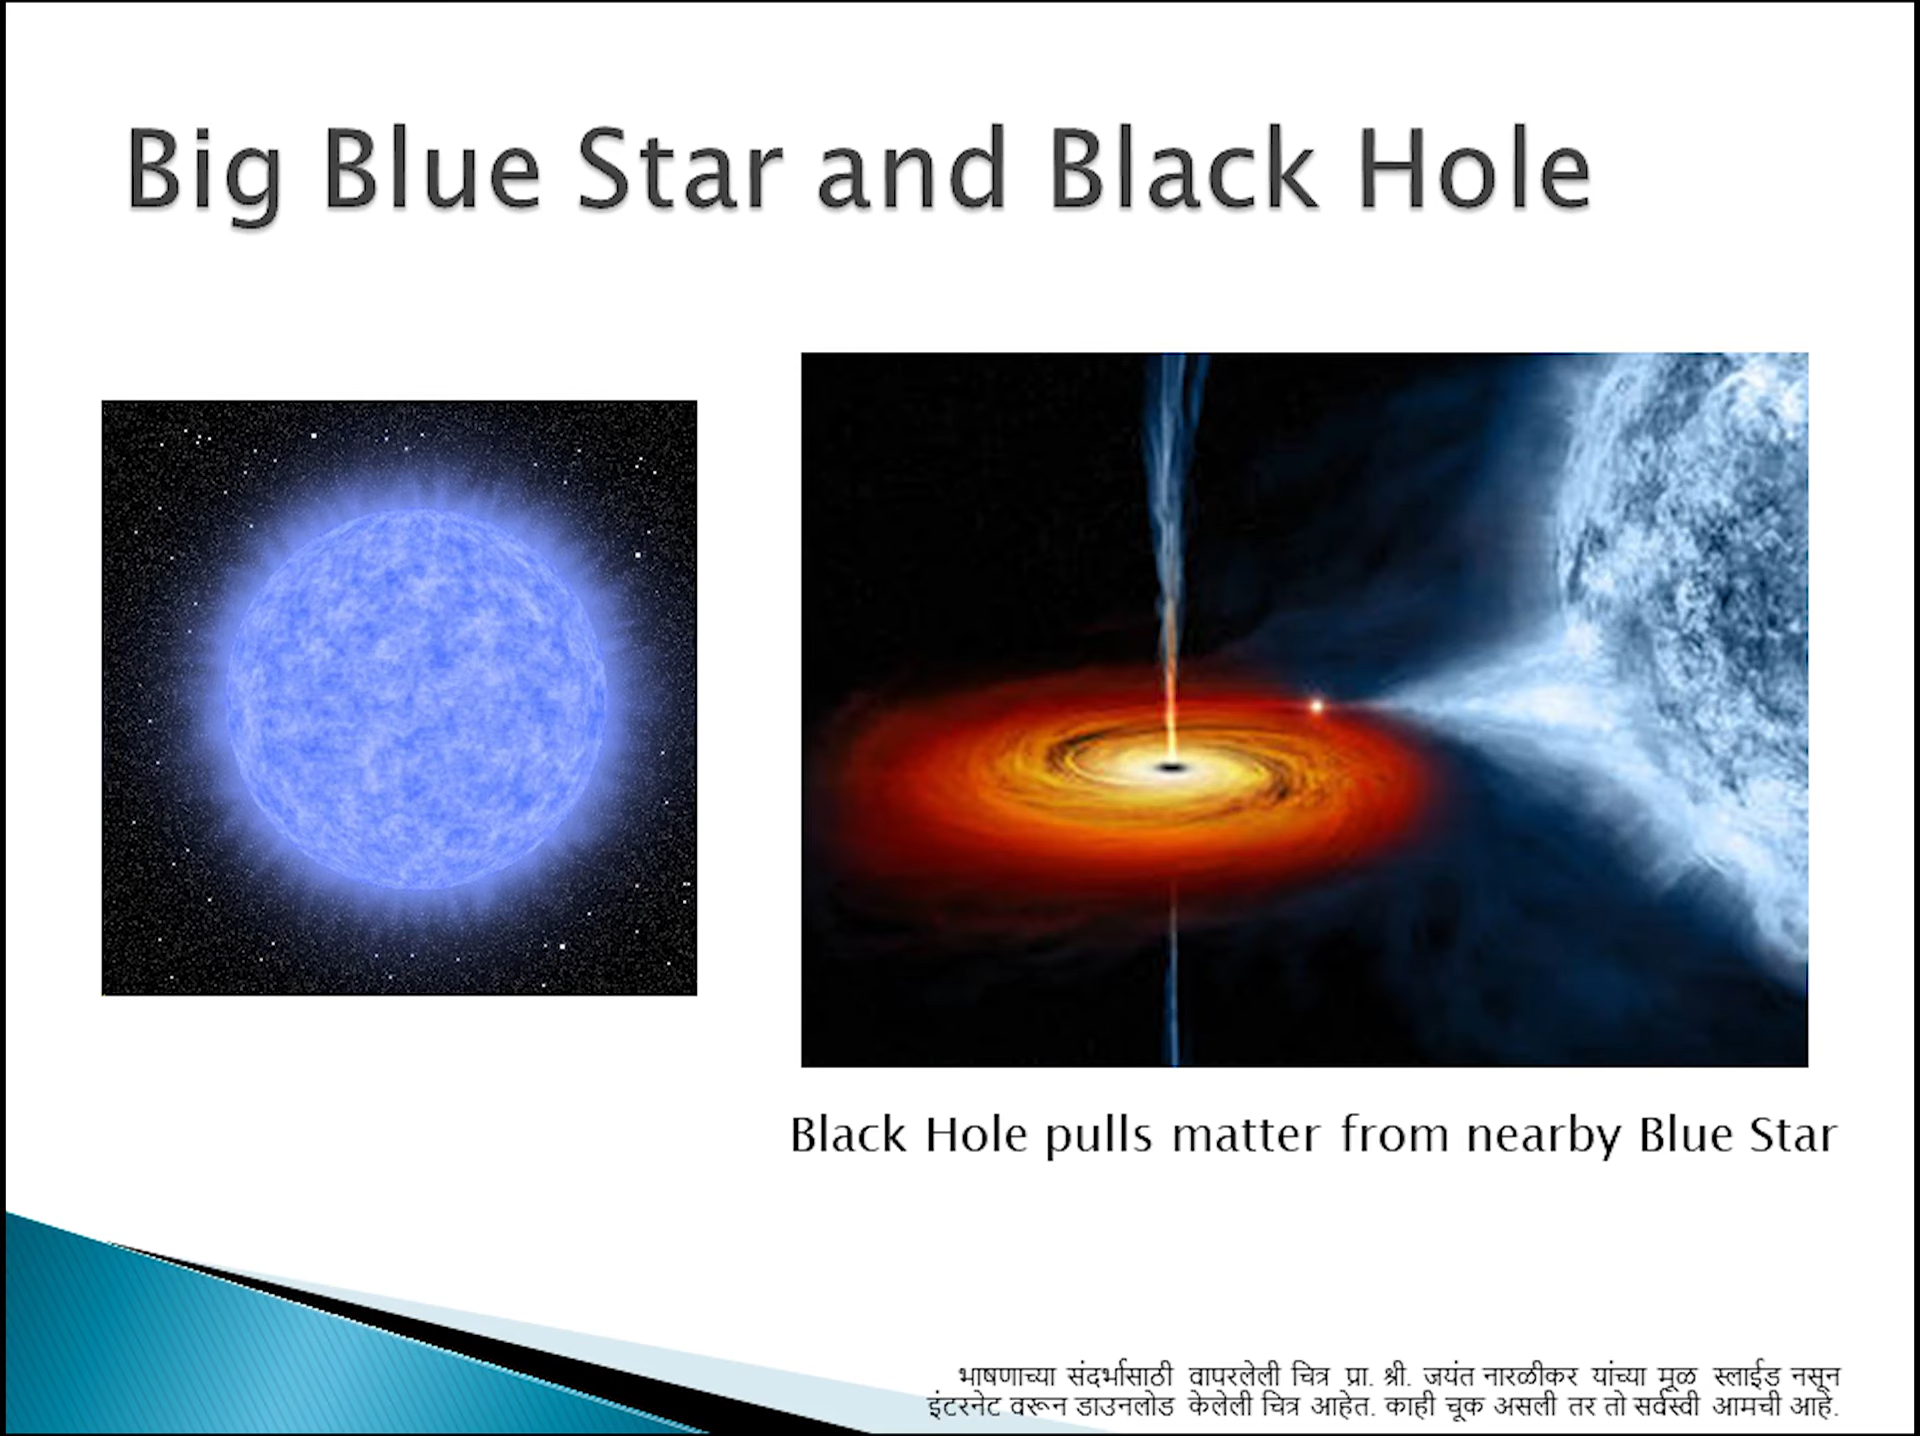 Big Blue Star and Black Hole
Black Hole pulls matter from nearby Blue Star
भाषणाच्या संदर्भासाठी वापरलेली चित्र प्रा. श्री. जयंत नारळीकर यांच्या मूळ स्लाईड नसून
इंटरनेट वरून डाउनलोड केलेली चित्र आहेत. काही चूक असली तर तो सर्वस्वी आमची आहे.